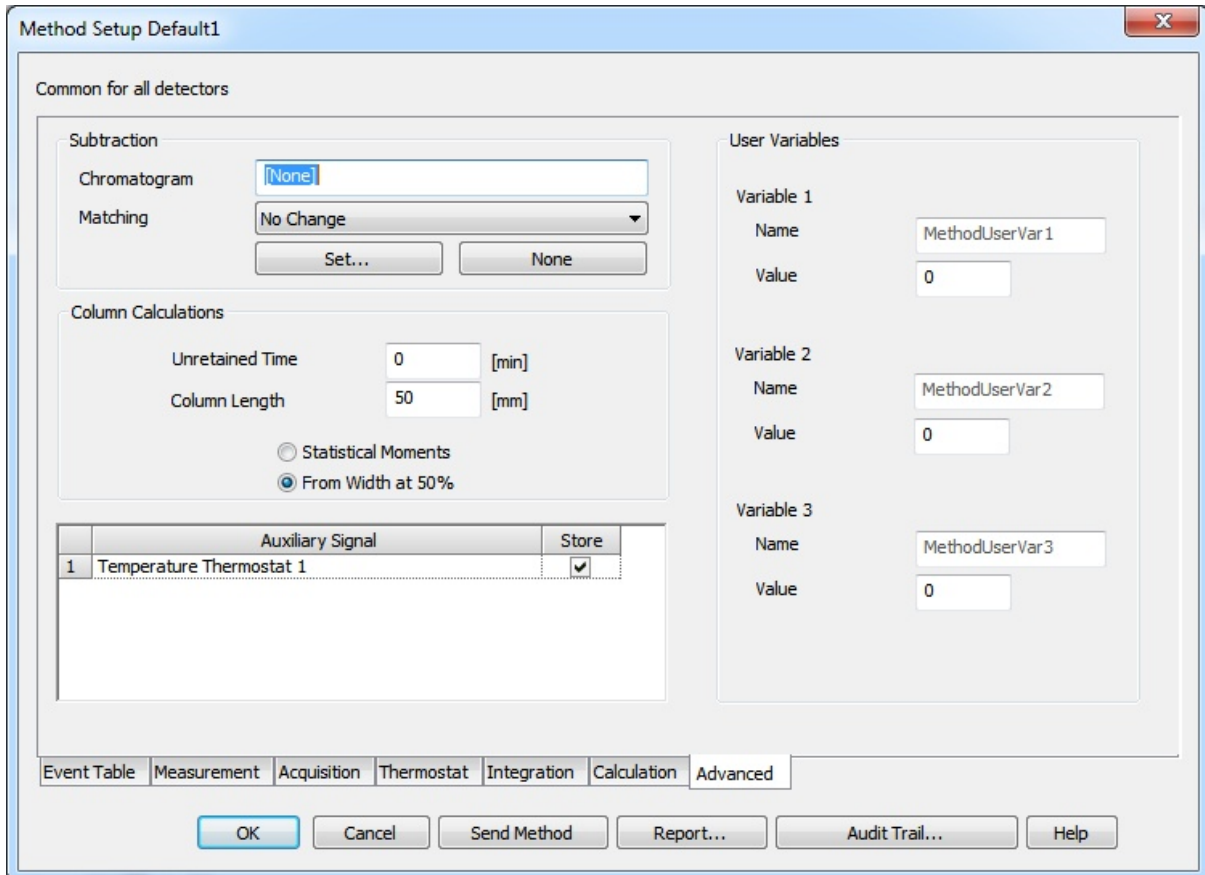 Method Setup Default1
Common for all detectors
Subtraction
Chromatogram [None]
Matching No Change
Set... None
Column Calculations
Unretained Time 0 [min]
Column Length 50 [mm]
Statistical Moments
From Width at 50%
Auxiliary Signal Store
1 Temperature Thermostat 1
User Variables
Variable 1
Name MethodUserVar1
Value 0
Variable 2
Name MethodUserVar2
Value 0
Variable 3
Name MethodUserVar3
Value 0
Event Table Measurement Acquisition Thermostat Integration Calculation Advanced
OK Cancel Send Method Report... Audit Trail... Help